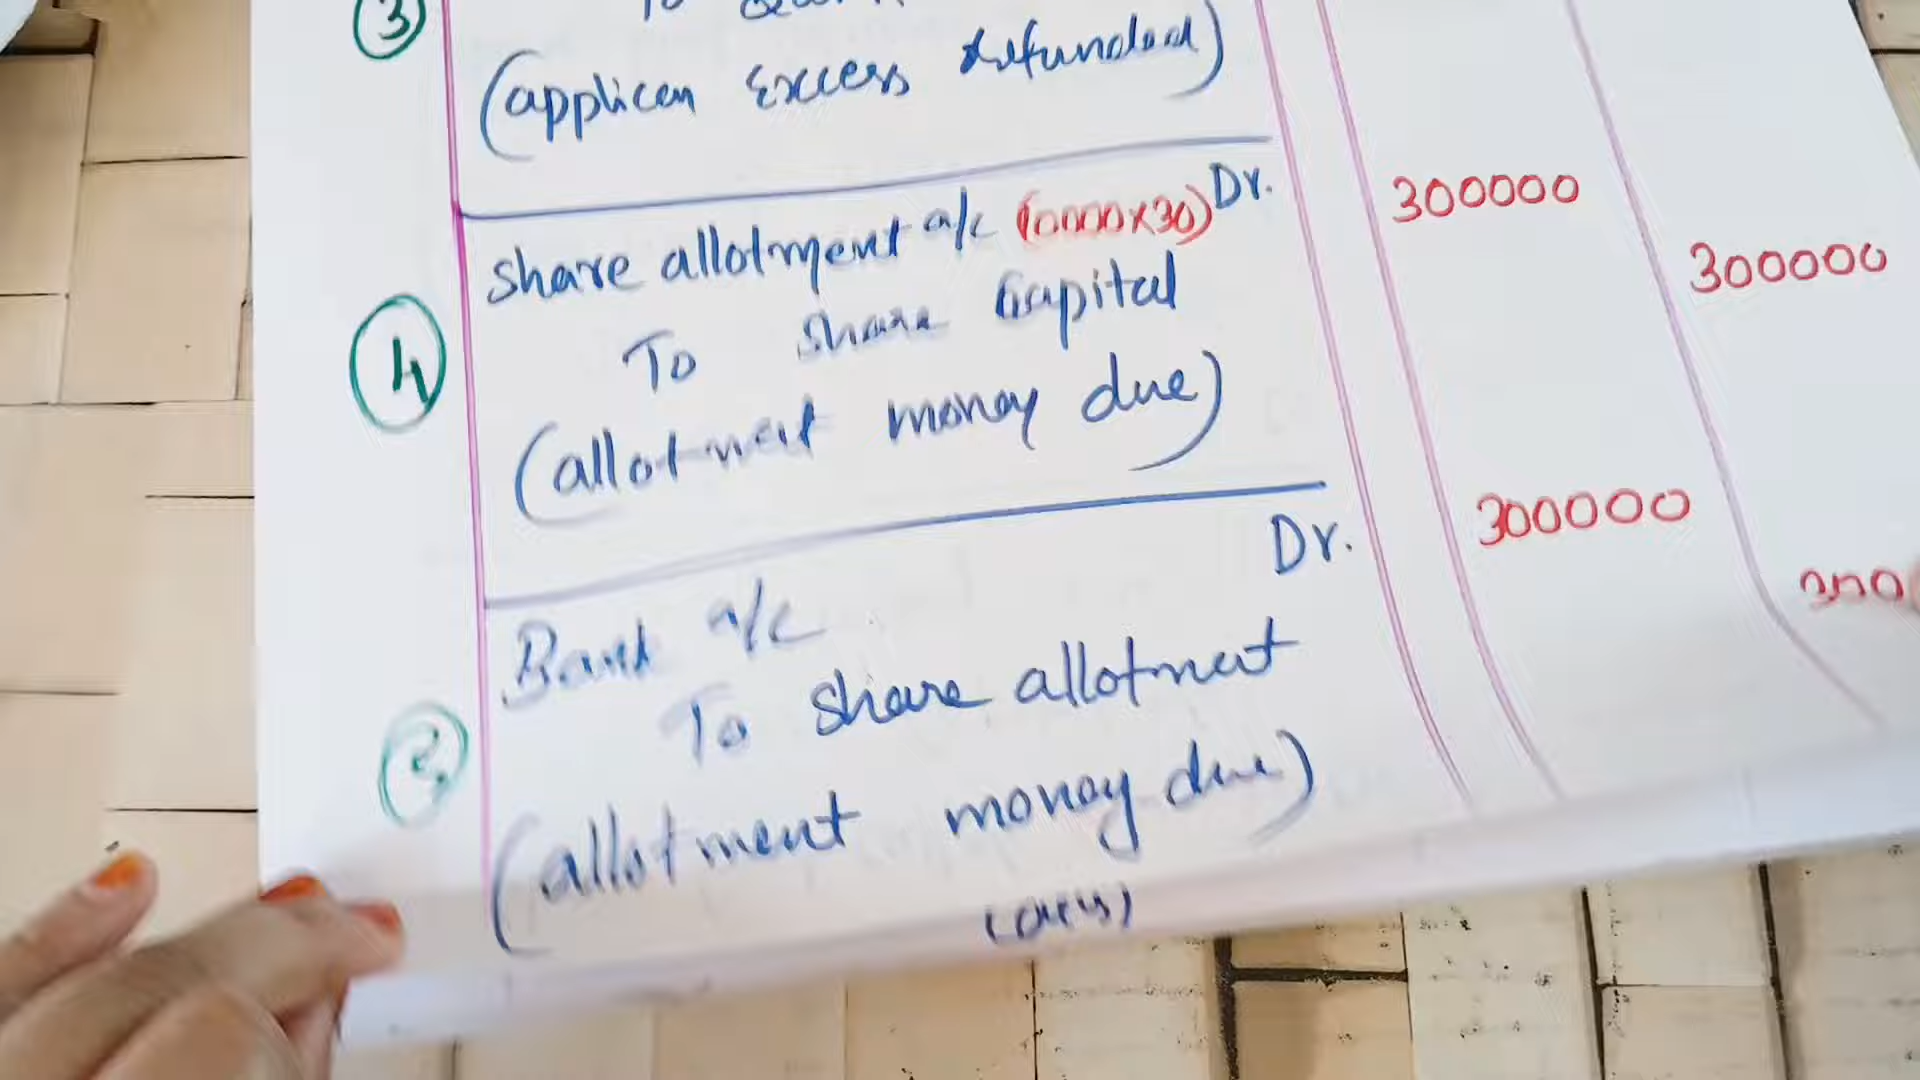 3
To
(applicen Excess refunded)
4
Share allotment a/c (10000x30) Dr. 300000
To Share Capital 300000
(allotment money due)
Bank a/c Dr. 300000
To Share allotment
(allotment money due)